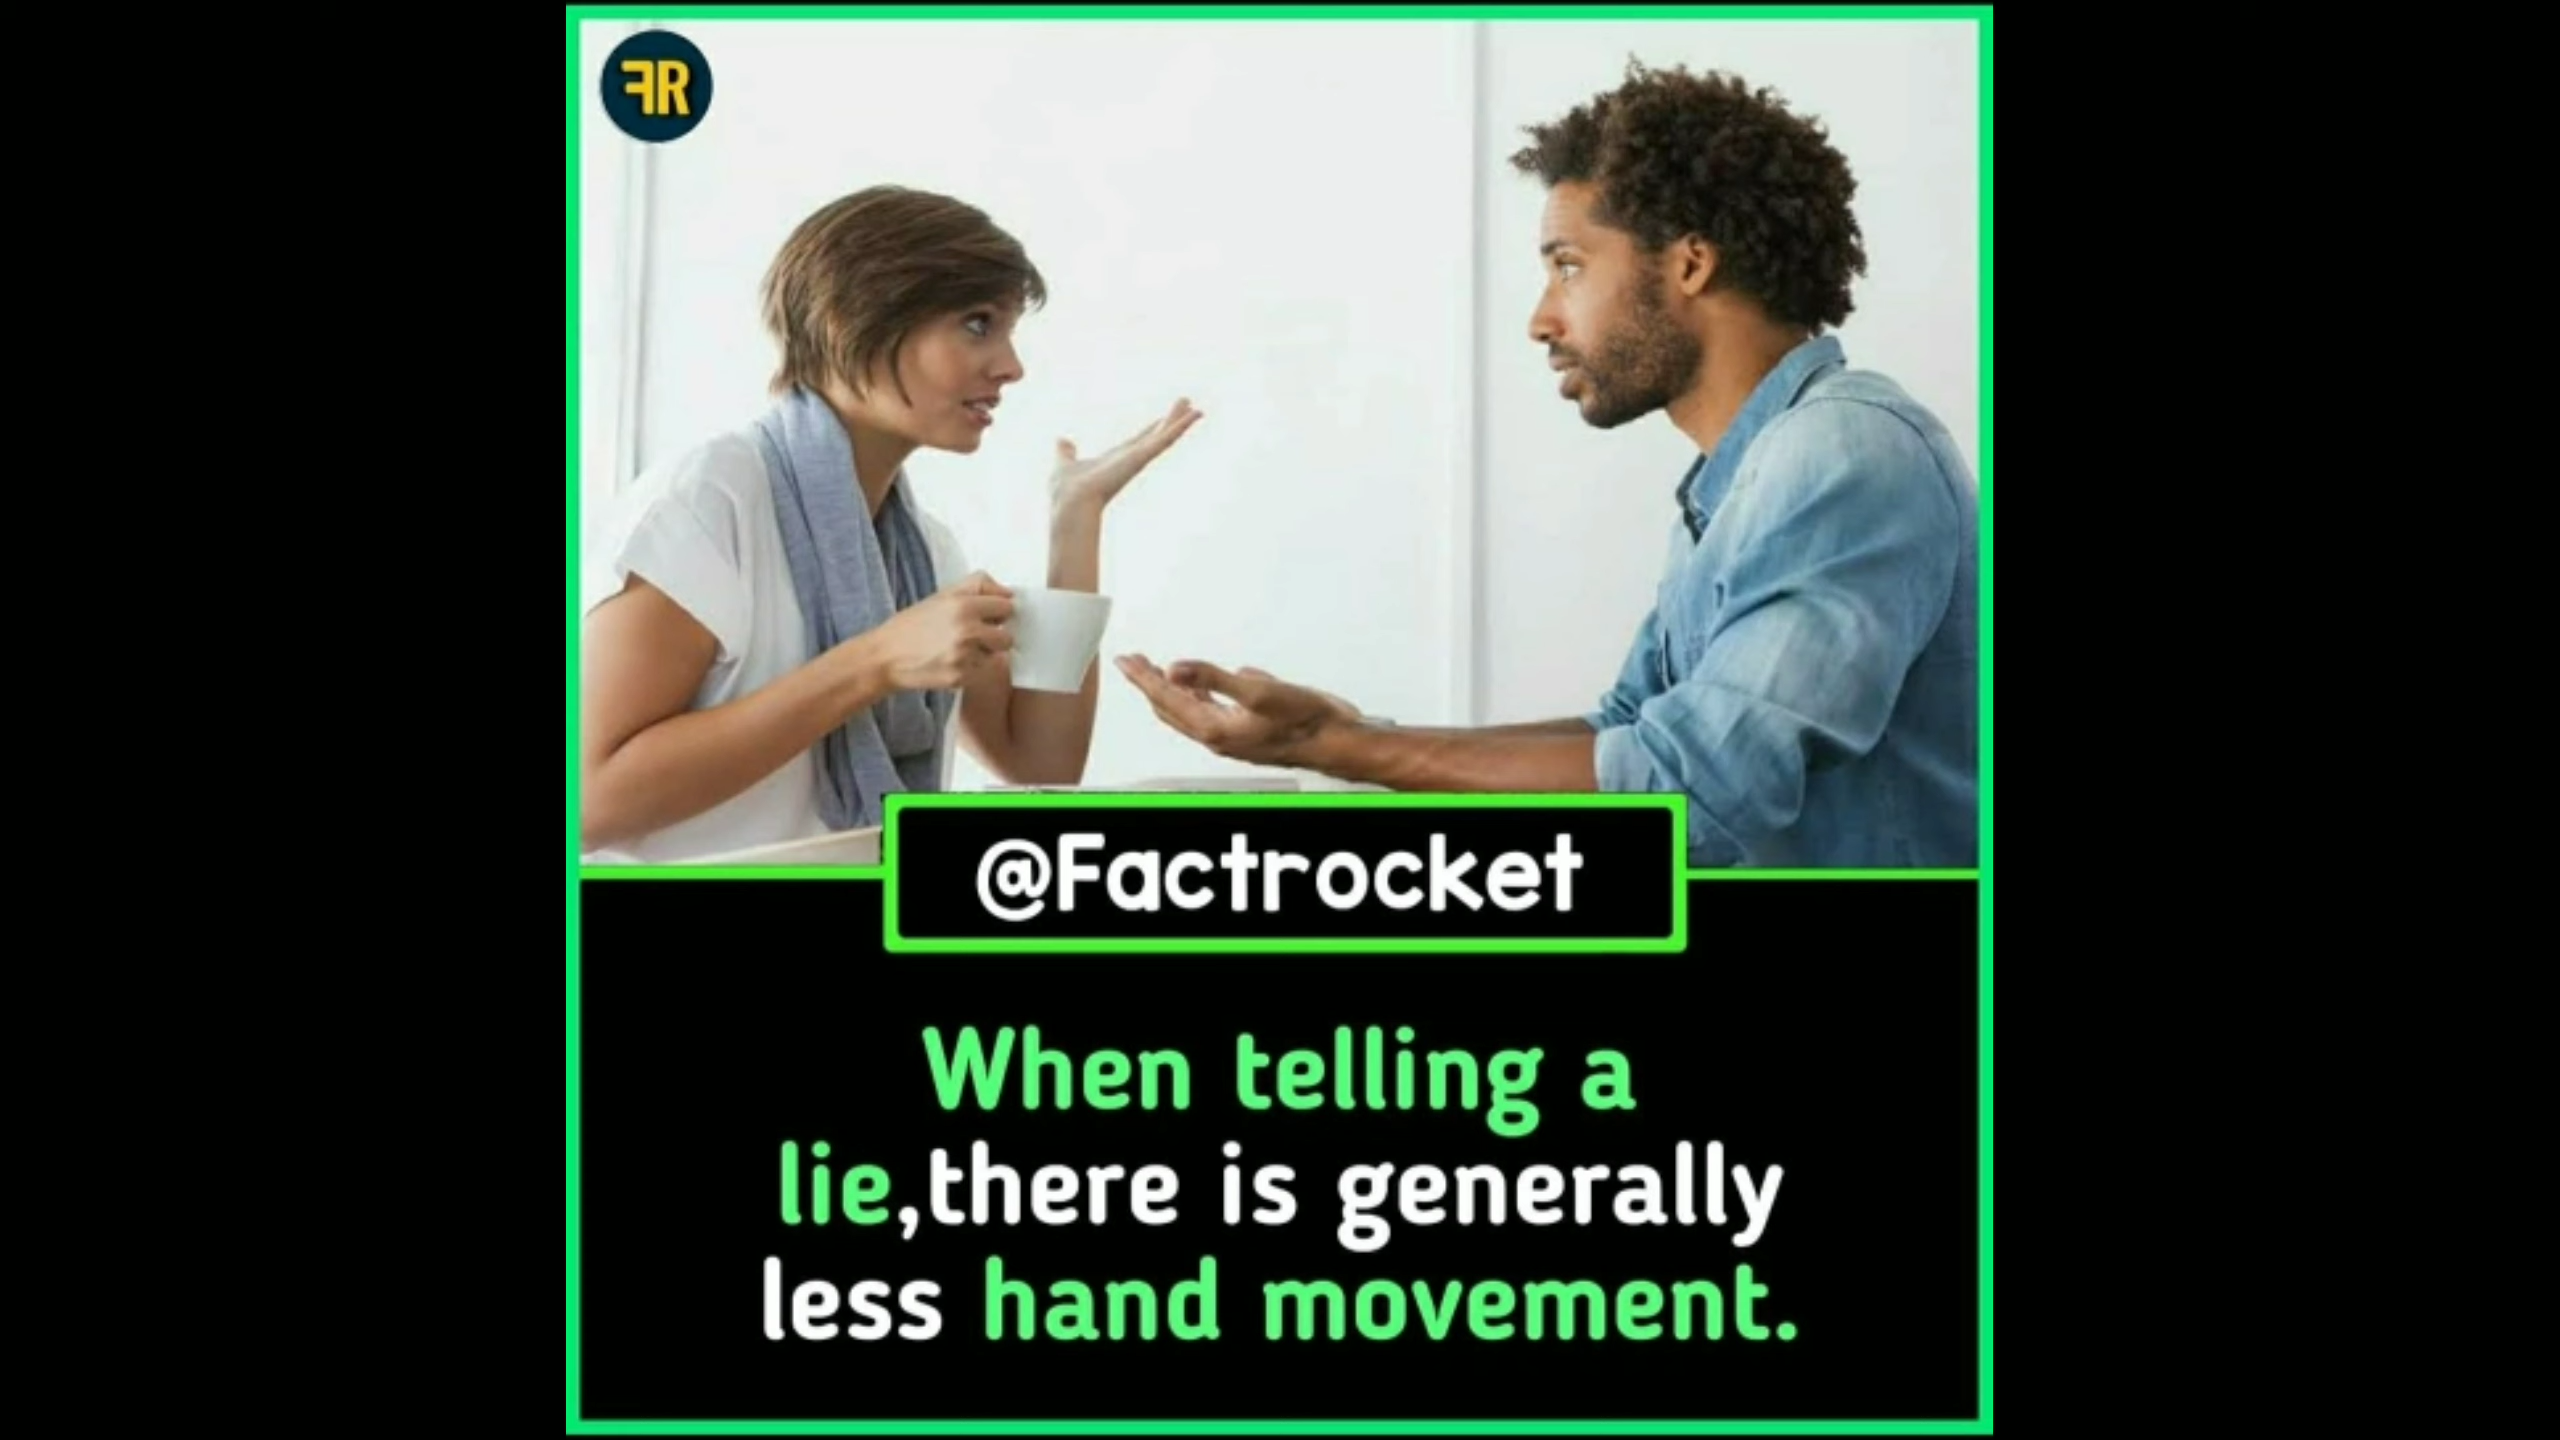 FR
@Factrocket
When telling a
lie,there is generally
less hand movement.